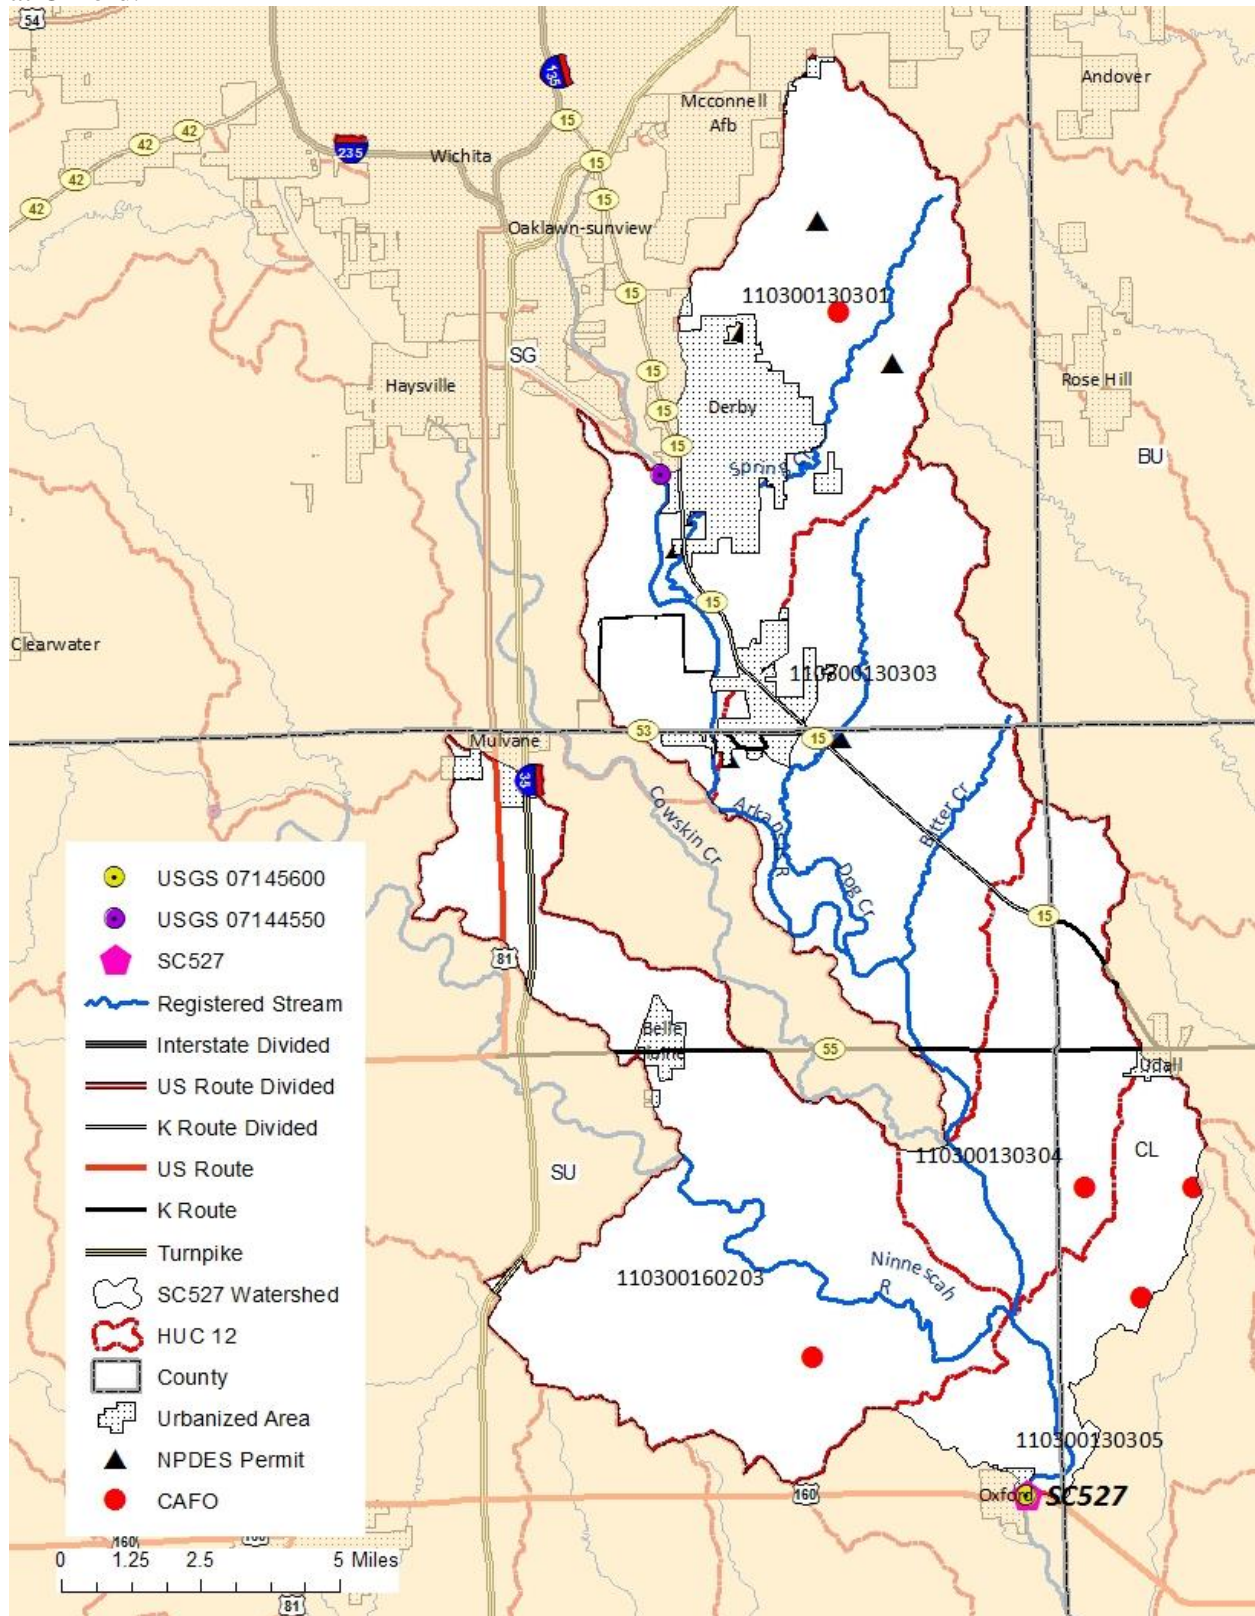 54
Andover
Mcconnell
Afb
135
15
42
42
235
Wichita
15
42
15
42
Oaklawn-sunview
15
110300130301
SG
15
Rose Hill
Haysville
15
Derby
15
BU
Spring Cr
15
Clearwater
110300130303
53
15
Mulvane
35
Cowskin Cr
Arkansas R
Bitter Cr
Dog Cr
15
81
Belle
Plaine
55
Udall
110300130304
CL
SU
Ninnescah
R
110300160203
110300130305
160
Oxford
SC527
USGS 07145600
USGS 07144550
SC527
Registered Stream
Interstate Divided
US Route Divided
K Route Divided
US Route
K Route
Turnpike
SC527 Watershed
HUC 12
County
Urbanized Area
NPDES Permit
CAFO
160
0 1.25 2.5 5 Miles
81